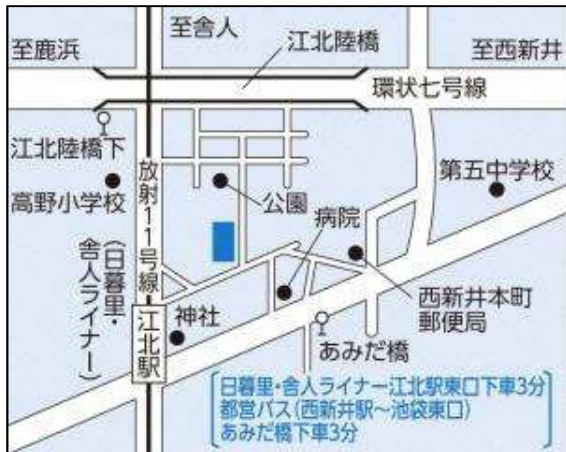 至舎人
江北陸橋
至鹿浜
至西新井
環状七号線
江北陸橋下
高野小学校
放射11号線
(日暮里・
舎人ライナー)
公園
病院
第五中学校
西新井本町
郵便局
江北駅
神社
あみだ橋
日暮里・舎人ライナー江北駅東口下車3分
都営バス(西新井駅～池袋東口)
あみだ橋下車3分